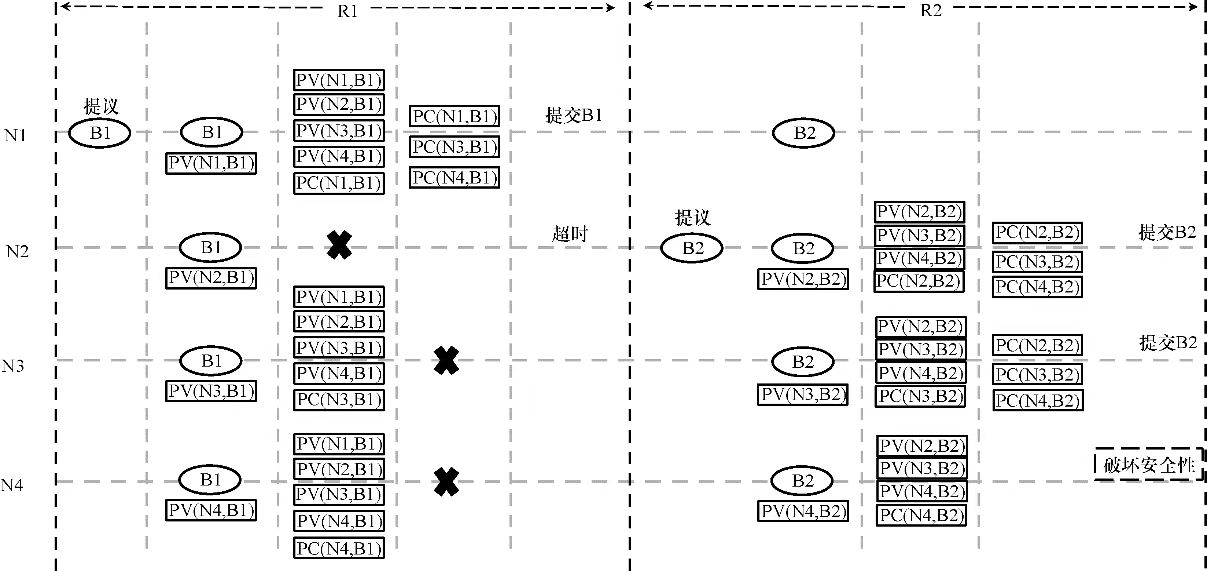 R1
R2
提议
N1
B1
B1
PV(N1,B1)
PV(N1,B1)
PV(N2,B1)
PV(N3,B1)
PV(N4,B1)
PC(N1,B1)
PC(N1,B1)
PC(N3,B1)
PC(N4,B1)
提交B1
B2
N2
B1
PV(N2,B1)
超时
提议
B2
B2
PV(N2,B2)
PV(N2,B2)
PV(N3,B2)
PV(N4,B2)
PC(N2,B2)
PC(N2,B2)
PC(N3,B2)
PC(N4,B2)
提交B2
N3
B1
PV(N3,B1)
PV(N1,B1)
PV(N2,B1)
PV(N3,B1)
PV(N4,B1)
PC(N3,B1)
B2
PV(N3,B2)
PV(N2,B2)
PV(N3,B2)
PV(N4,B2)
PC(N3,B2)
PC(N2,B2)
PC(N3,B2)
PC(N4,B2)
提交B2
N4
B1
PV(N4,B1)
PV(N1,B1)
PV(N2,B1)
PV(N3,B1)
PV(N4,B1)
PC(N4,B1)
B2
PV(N4,B2)
PV(N2,B2)
PV(N3,B2)
PV(N4,B2)
PC(N4,B2)
破坏安全性